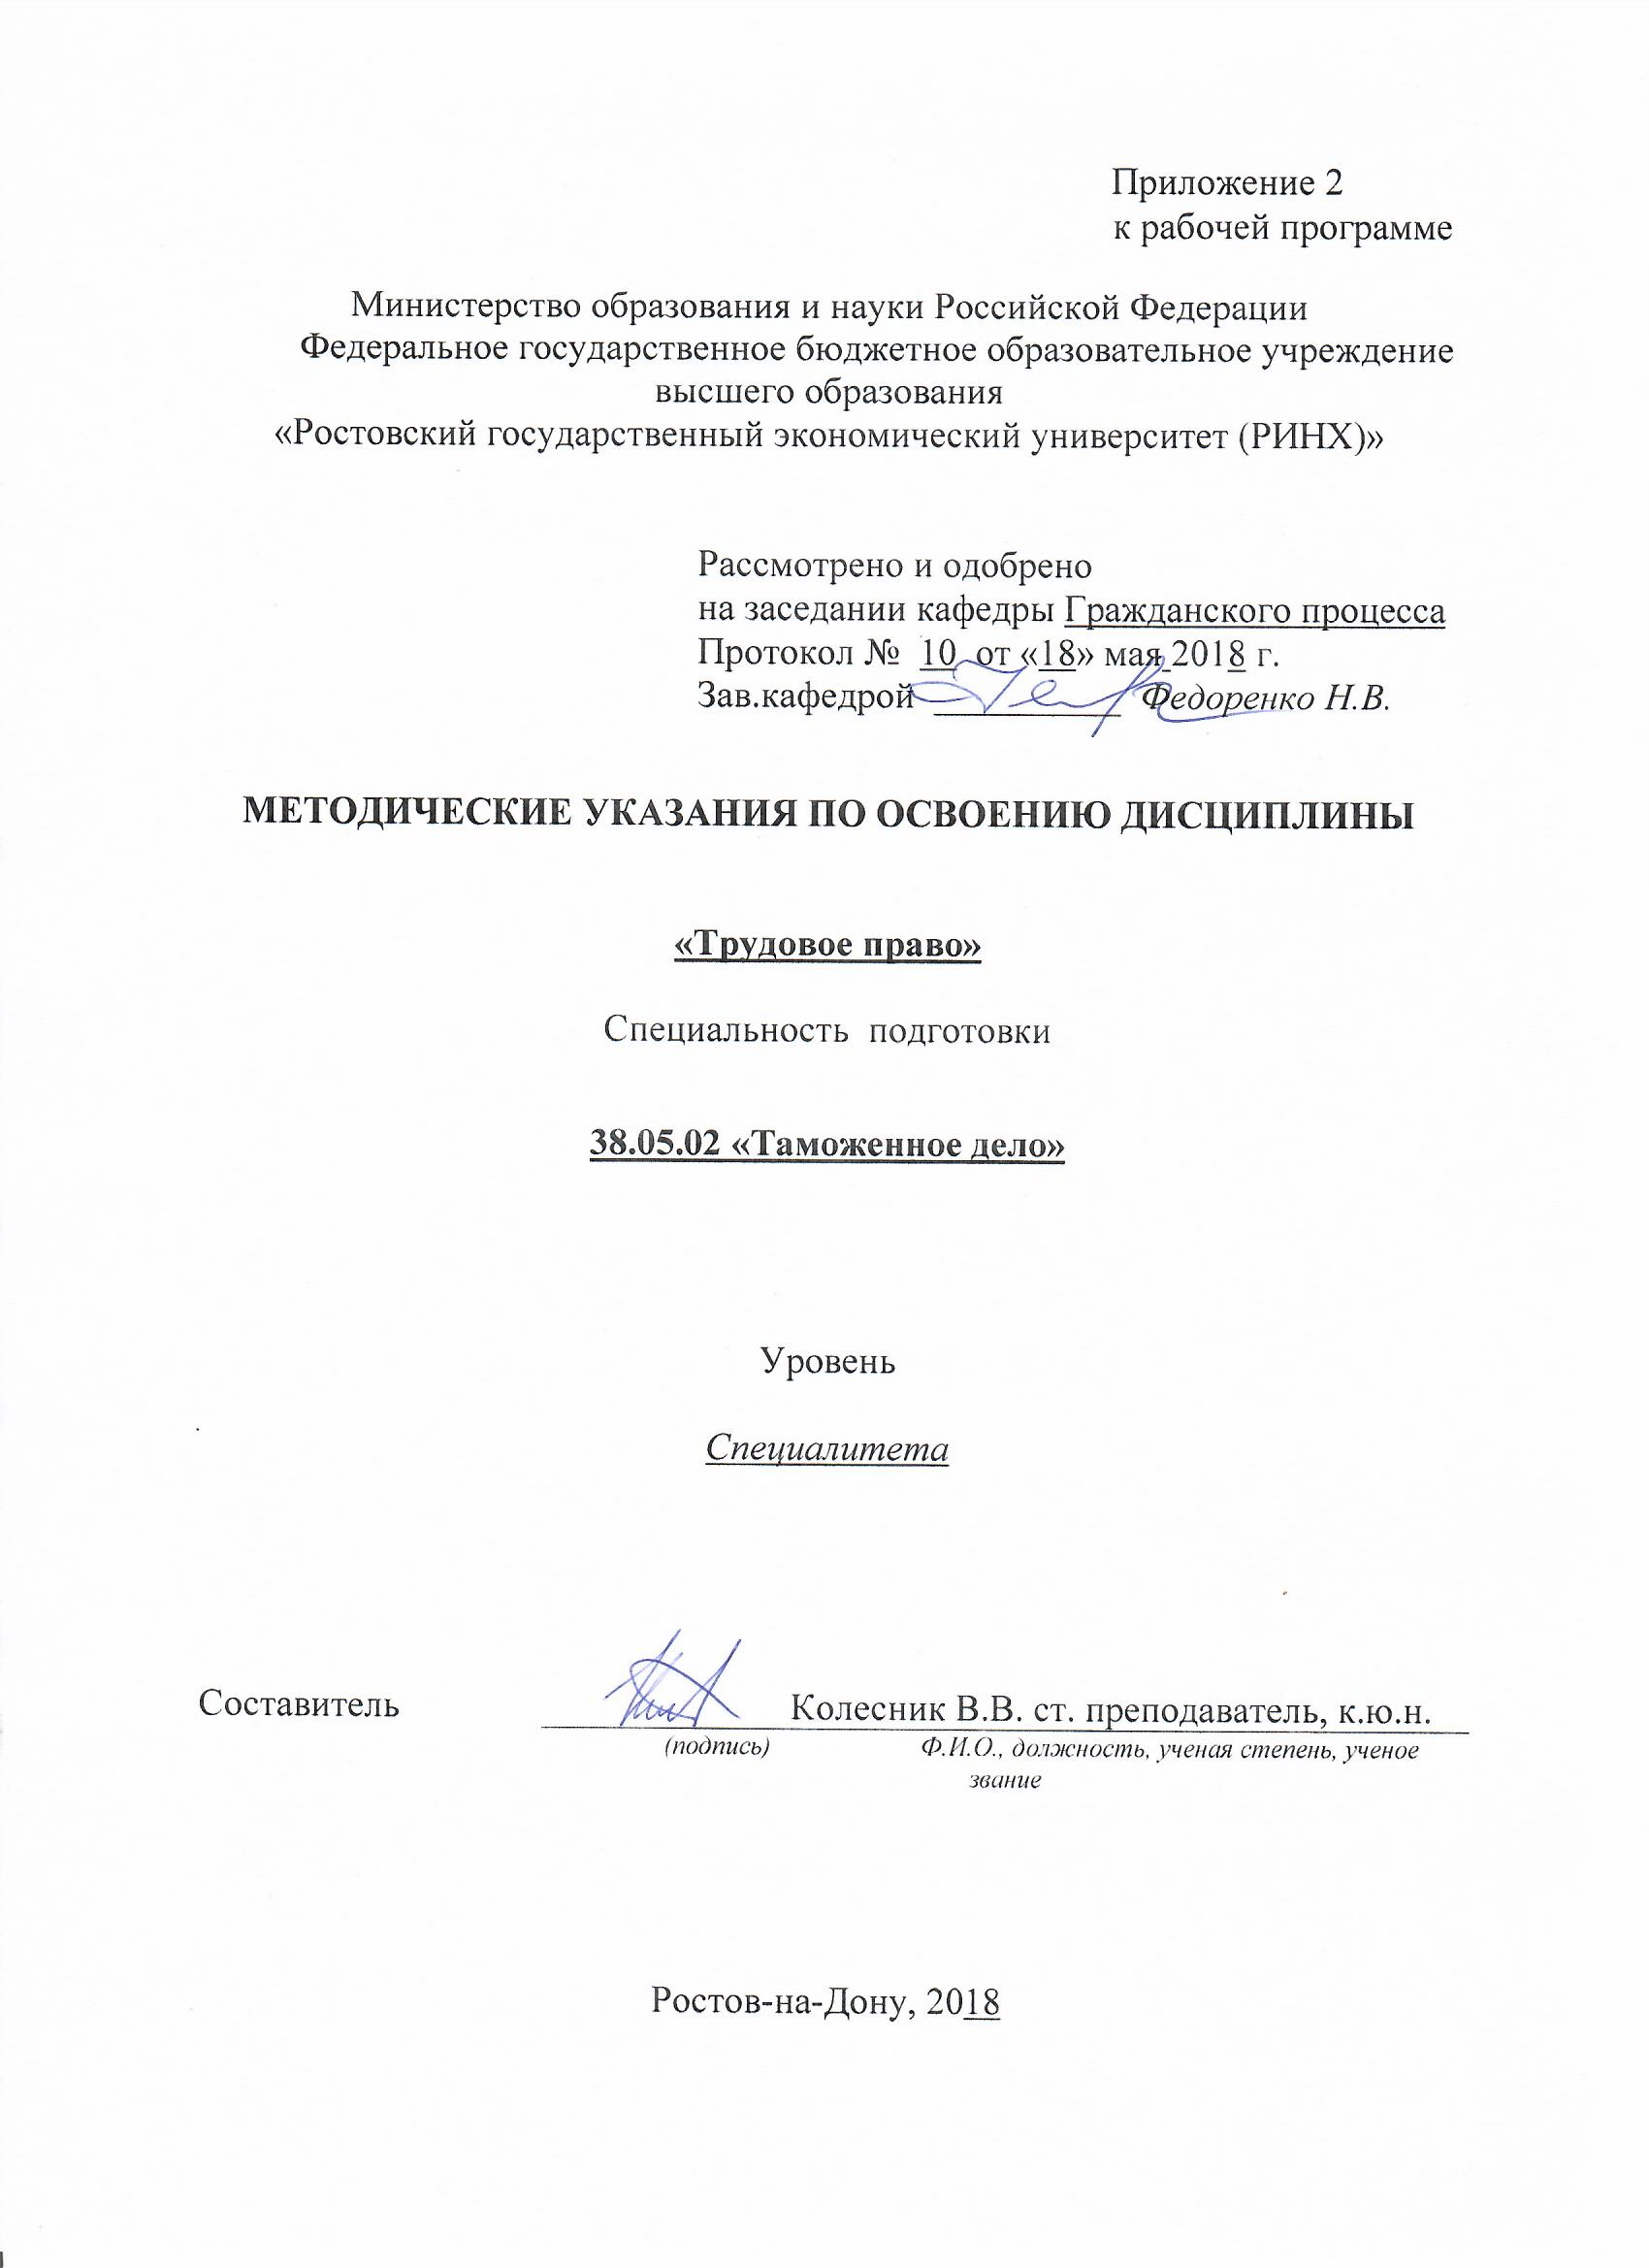 Приложение 2
к рабочей программе
Министерство образования и науки Российской Федерации
Федеральное государственное бюджетное образовательное учреждение
высшего образования
«Ростовский государственный экономический университет (РИНХ)»
Рассмотрено и одобрено
на заседании кафедры Гражданского процесса
Протокол № 10 от «18» мая 2018 г.
Зав.кафедрой ___________ Федоренко Н.В.
МЕТОДИЧЕСКИЕ УКАЗАНИЯ ПО ОСВОЕНИЮ ДИСЦИПЛИНЫ
«Трудовое право»
Специальность подготовки
38.05.02 «Таможенное дело»
Уровень
Специалитета
Составитель Колесник В.В. ст. преподаватель, к.ю.н.
(подпись) Ф.И.О., должность, ученая степень, ученое
звание
Ростов-на-Дону, 2018